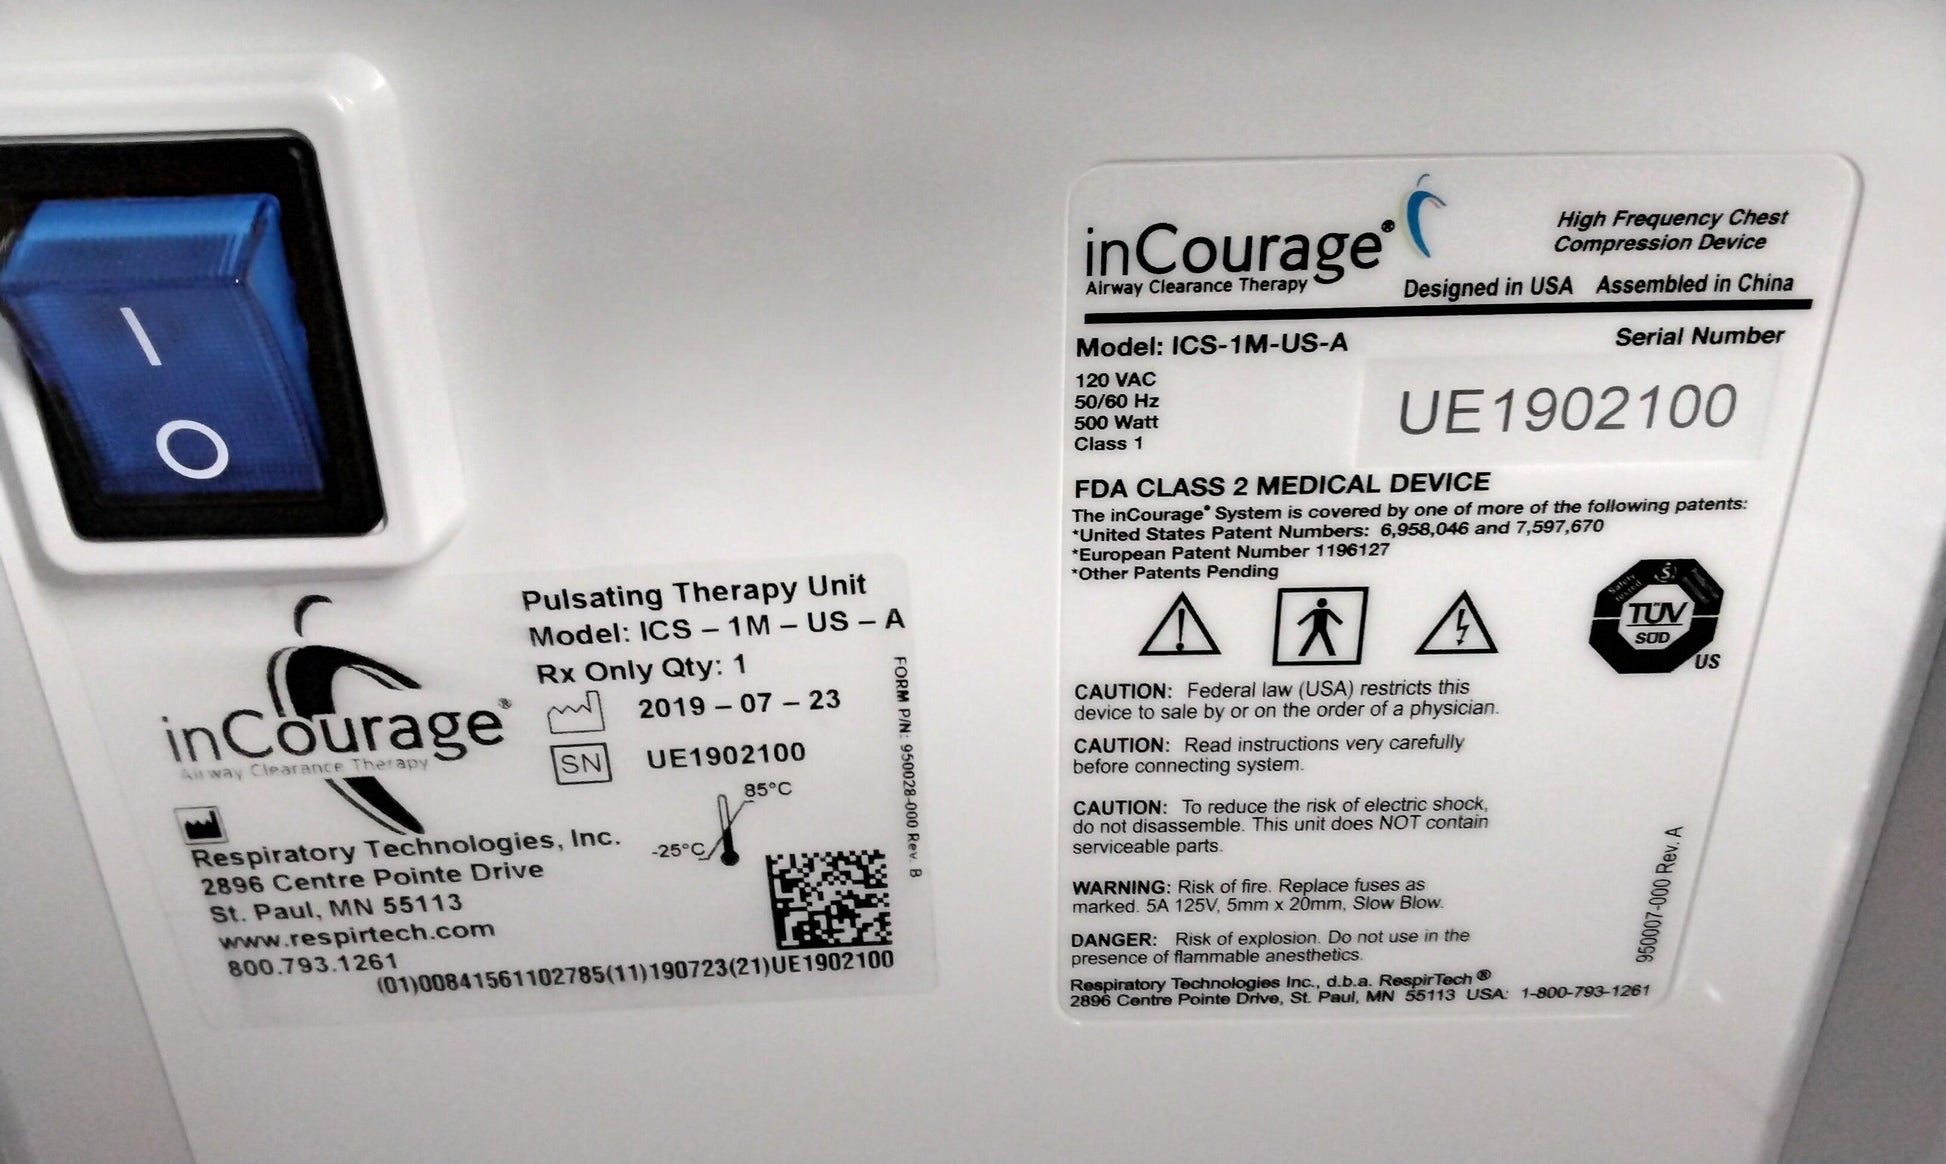 inCourage®
Airway Clearance Therapy
Pulsating Therapy Unit
Model: ICS – 1M – US – A
Rx Only Qty: 1
2019 – 07 – 23
SN UE1902100
85°C
-25°C
FORM P/N: 950028-000 Rev. B
Respiratory Technologies, Inc.
2896 Centre Pointe Drive
St. Paul, MN 55113
www.respirtech.com
800.793.1261
(01)00841561102785(11)190723(21)UE1902100
inCourage®
Airway Clearance Therapy
High Frequency Chest
Compression Device
Designed in USA Assembled in China
Model: ICS-1M-US-A
Serial Number
120 VAC
50/60 Hz
500 Watt
Class 1
UE1902100
FDA CLASS 2 MEDICAL DEVICE
The inCourage® System is covered by one of more of the following patents:
*United States Patent Numbers: 6,958,046 and 7,597,670
*European Patent Number 1196127
*Other Patents Pending
Safety tested
TÜV
SÜD
US
CAUTION: Federal law (USA) restricts this
device to sale by or on the order of a physician.
CAUTION: Read instructions very carefully
before connecting system.
CAUTION: To reduce the risk of electric shock,
do not disassemble. This unit does NOT contain
serviceable parts.
WARNING: Risk of fire. Replace fuses as
marked. 5A 125V, 5mm x 20mm, Slow Blow.
DANGER: Risk of explosion. Do not use in the
presence of flammable anesthetics.
Respiratory Technologies Inc., d.b.a. RespirTech®
2896 Centre Pointe Drive, St. Paul, MN 55113 USA: 1-800-793-1261
950007-000 Rev. A